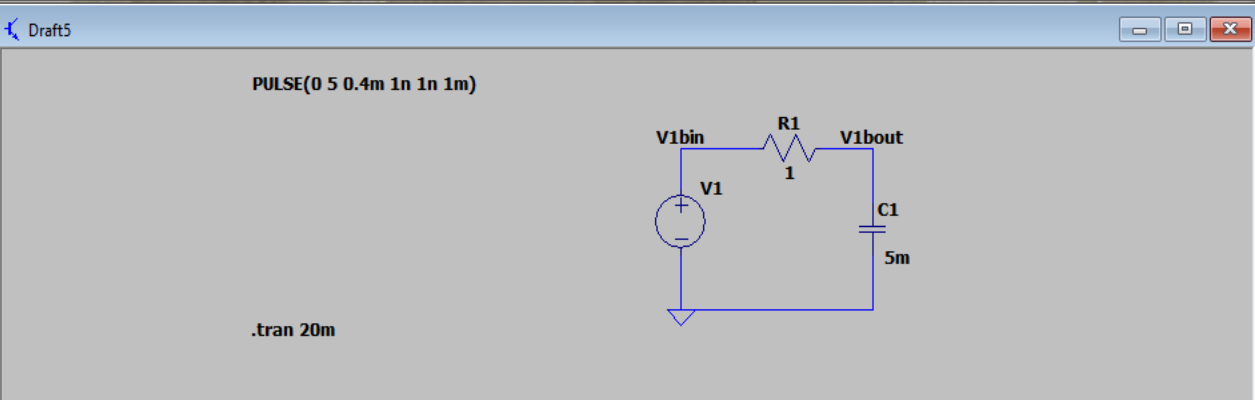 Draft5
PULSE(0 5 0.4m 1n 1n 1m)
R1
V1bin
V1bout
1
V1
C1
5m
.tran 20m